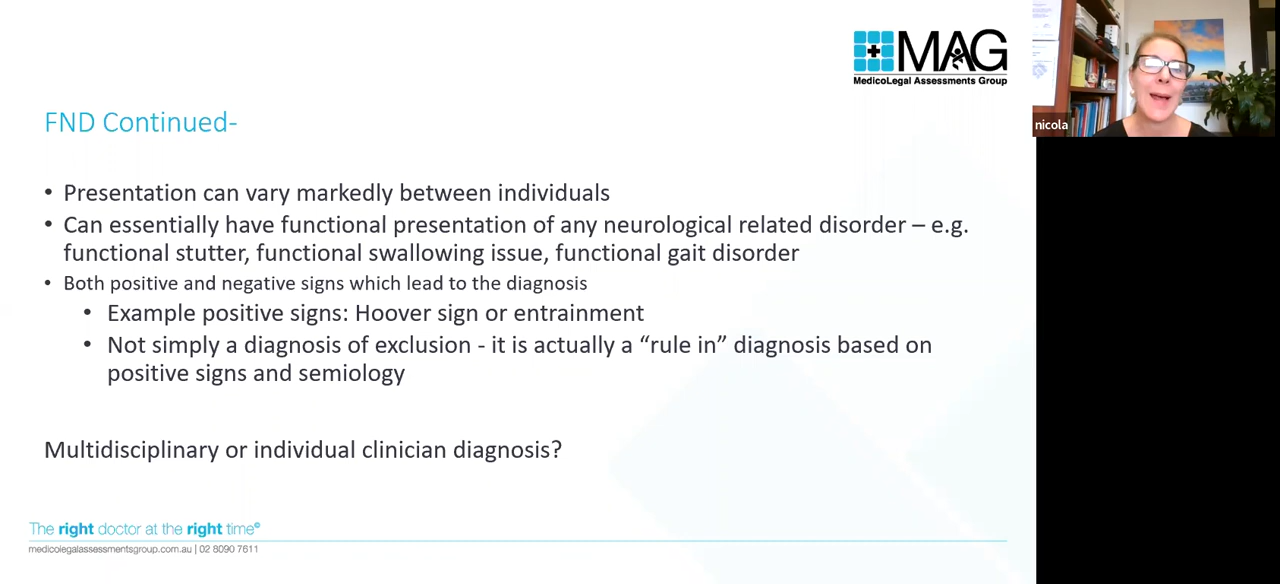 MAG
MedicoLegal Assessments Group
nicola
FND Continued-
• Presentation can vary markedly between individuals
• Can essentially have functional presentation of any neurological related disorder – e.g.
functional stutter, functional swallowing issue, functional gait disorder
• Both positive and negative signs which lead to the diagnosis
• Example positive signs: Hoover sign or entrainment
• Not simply a diagnosis of exclusion - it is actually a “rule in” diagnosis based on
positive signs and semiology
Multidisciplinary or individual clinician diagnosis?
The right doctor at the right time©
medicolegalassessmentsgroup.com.au | 02 8090 7611